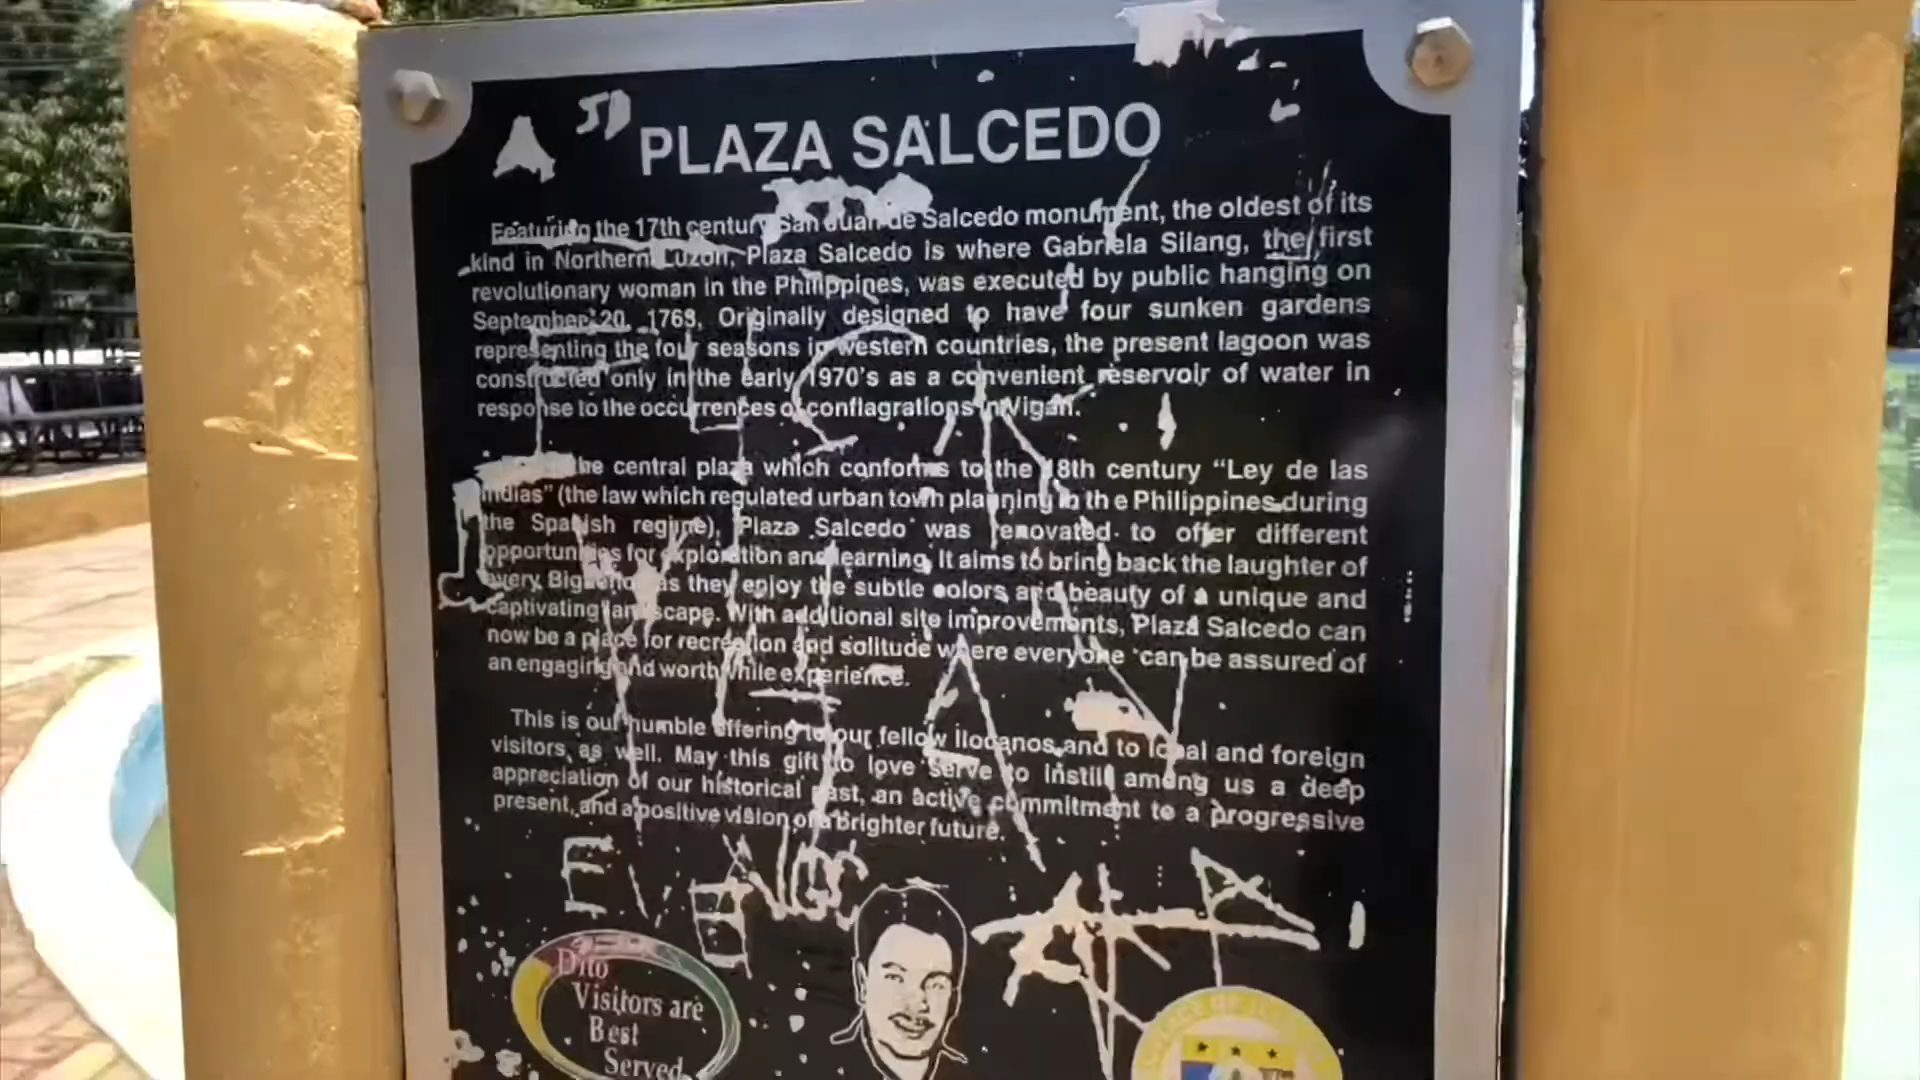 PLAZA SALCEDO
Featuring the 17th century San Juan de Salcedo monument, the oldest of its
kind in Northern Luzon, Plaza Salcedo is where Gabriela Silang, the first
revolutionary woman in the Philippines, was executed by public hanging on
September 20, 1763, Originally designed to have four sunken gardens
representing the four seasons in western countries, the present lagoon was
constructed only in the early 1970's as a convenient reservoir of water in
response to the occurrences of conflagrations in Vigan.
the central plaza which conforms to the 18th century “Ley de las
Indias” (the law which regulated urban town planning in the Philippines during
the Spanish regime), Plaza Salcedo was renovated to offer different
opportunities for exploration and learning. It aims to bring back the laughter of
every Bigueño as they enjoy the subtle colors and beauty of a unique and
captivating landscape. With additional site improvements, Plaza Salcedo can
now be a place for recreation and solitude where everyone can be assured of
an engaging and worthwhile experience.
This is our humble offering to our fellow Ilocanos and to local and foreign
visitors, as well. May this gift to love serve to instill among us a deep
appreciation of our historical past, an active commitment to a progressive
present, and a positive vision of a brighter future.
Dito
Visitors are
Best
Served